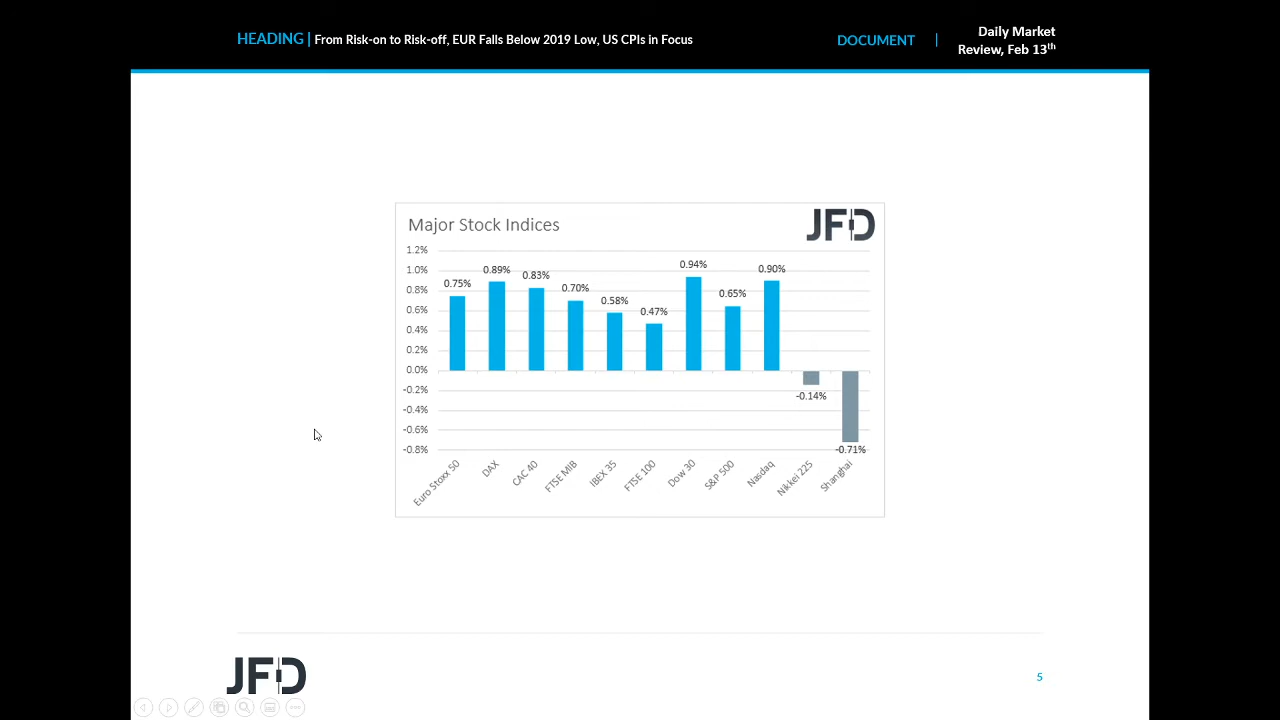 HEADING | From Risk-on to Risk-off, EUR Falls Below 2019 Low, US CPIs in Focus
DOCUMENT | Daily Market
Review, Feb 13th
Major Stock Indices
JFD
1.2%
1.0%
0.8%
0.6%
0.4%
0.2%
0.0%
-0.2%
-0.4%
-0.6%
-0.8%
0.75%
0.89%
0.83%
0.70%
0.58%
0.47%
0.94%
0.65%
0.90%
-0.14%
-0.71%
Euro Stoxx 50
DAX
CAC 40
FTSE MIB
IBEX 35
FTSE 100
Dow 30
S&P 500
Nasdaq
Nikkei 225
Shanghai
JFD
5